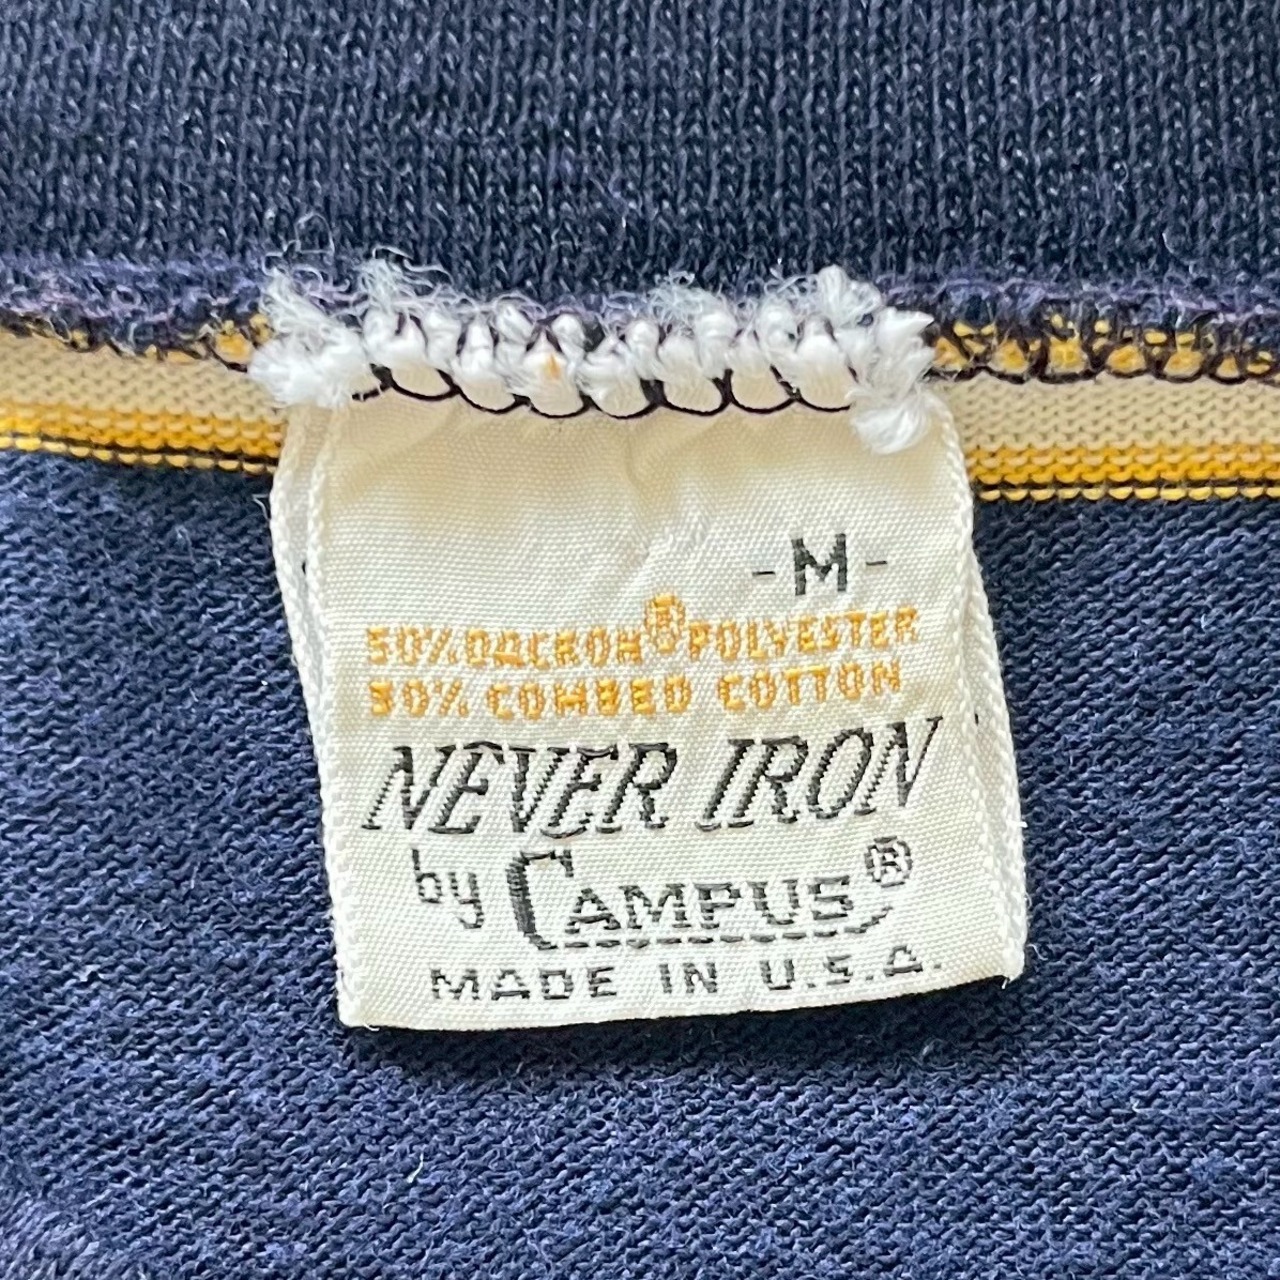 -M-
50% DACRON® POLYESTER
50% COMBED COTTON
NEVER IRON
by CAMPUS®
MADE IN U.S.A.